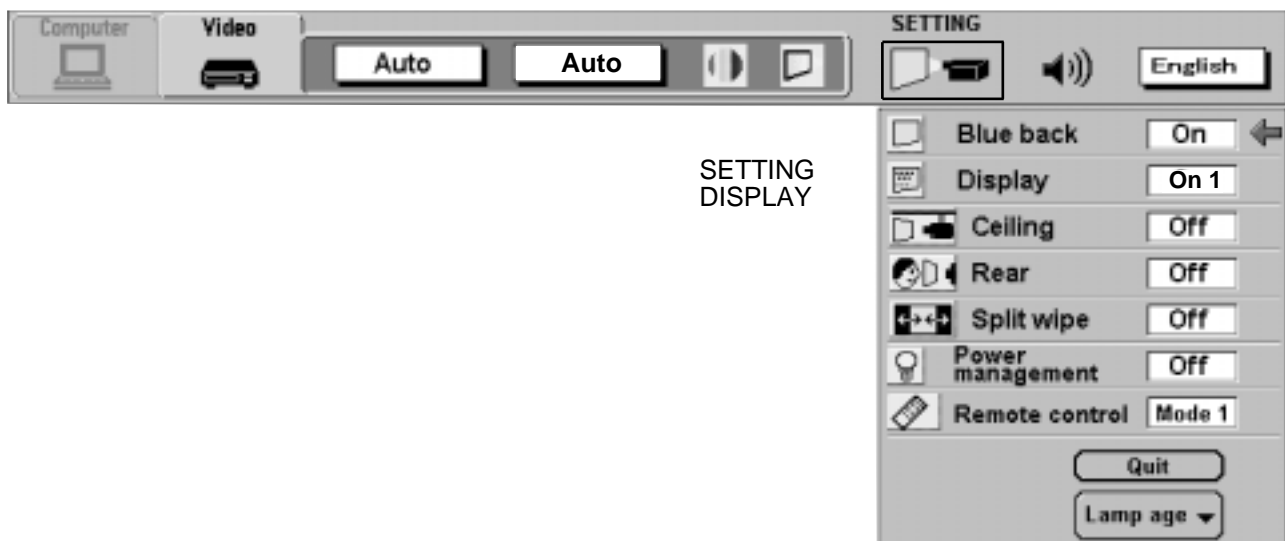 Computer
Video
Auto
Auto
SETTING
English
SETTING
DISPLAY
Blue back On
Display On 1
Ceiling Off
Rear Off
Split wipe Off
Power
management Off
Remote control Mode 1
Quit
Lamp age